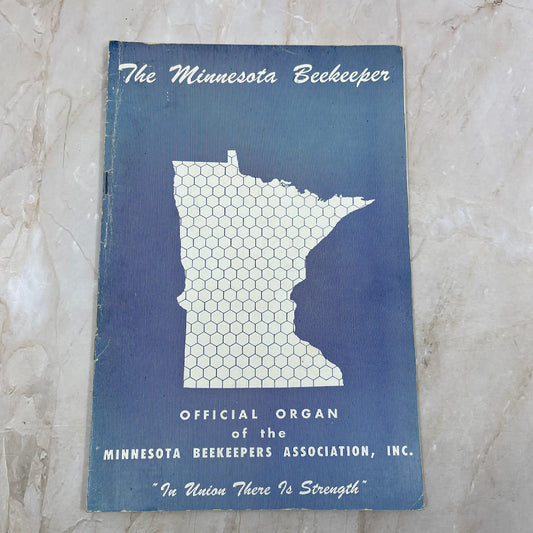 The Minnesota Beekeeper
OFFICIAL ORGAN
of the
MINNESOTA BEEKEEPERS ASSOCIATION, INC.
"In Union There Is Strength"